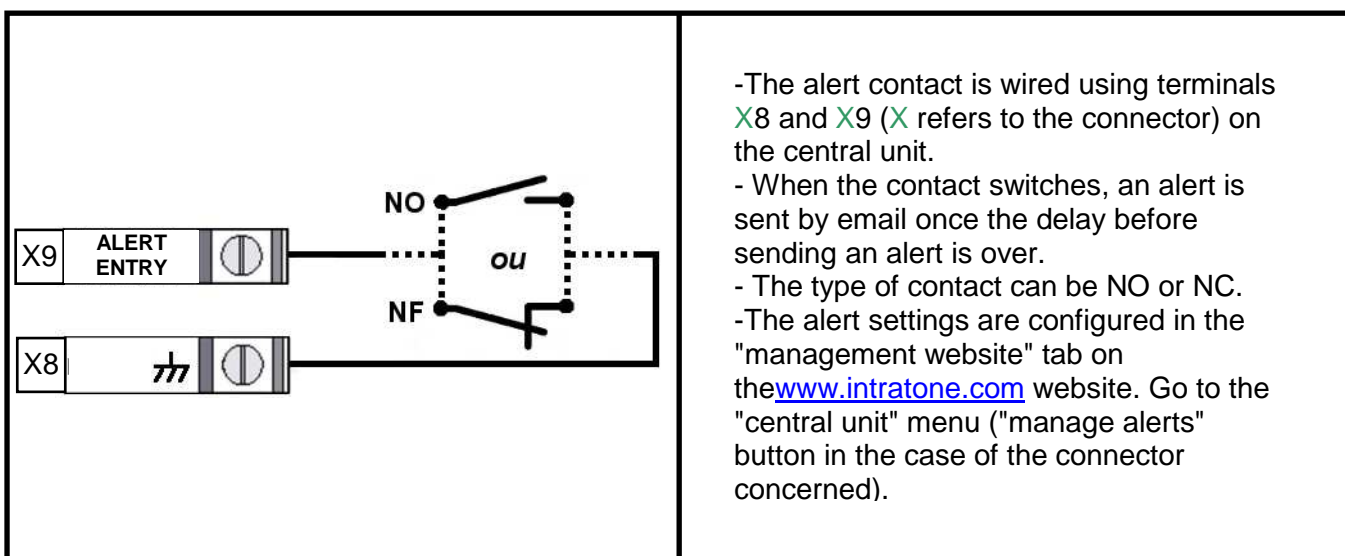 X9
ALERT
ENTRY
X8
NO
ou
NF
-The alert contact is wired using terminals
X8 and X9 (X refers to the connector) on
the central unit.
- When the contact switches, an alert is
sent by email once the delay before
sending an alert is over.
- The type of contact can be NO or NC.
-The alert settings are configured in the
"management website" tab on
thewww.intratone.com website. Go to the
"central unit" menu ("manage alerts"
button in the case of the connector
concerned).